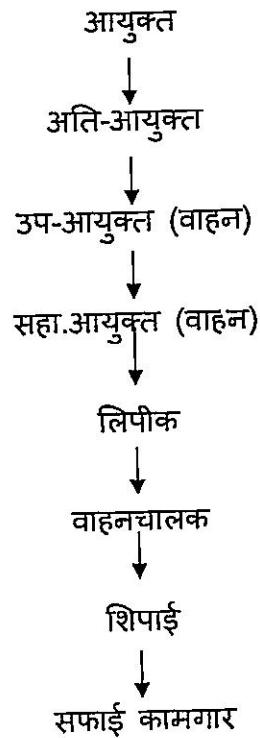 आयुक्त
अति-आयुक्त
उप-आयुक्त (वाहन)
सहा.आयुक्त (वाहन)
लिपीक
वाहनचालक
शिपाई
सफाई कामगार